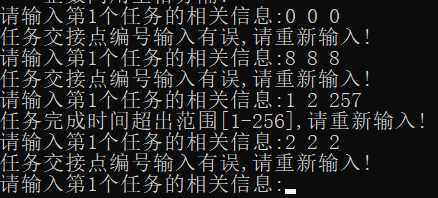 请输入第1个任务的相关信息:0 0 0
任务交接点编号输入有误,请重新输入!
请输入第1个任务的相关信息:8 8 8
任务交接点编号输入有误,请重新输入!
请输入第1个任务的相关信息:1 2 257
任务完成时间超出范围[1-256],请重新输入!
请输入第1个任务的相关信息:2 2 2
任务交接点编号输入有误,请重新输入!
请输入第1个任务的相关信息: